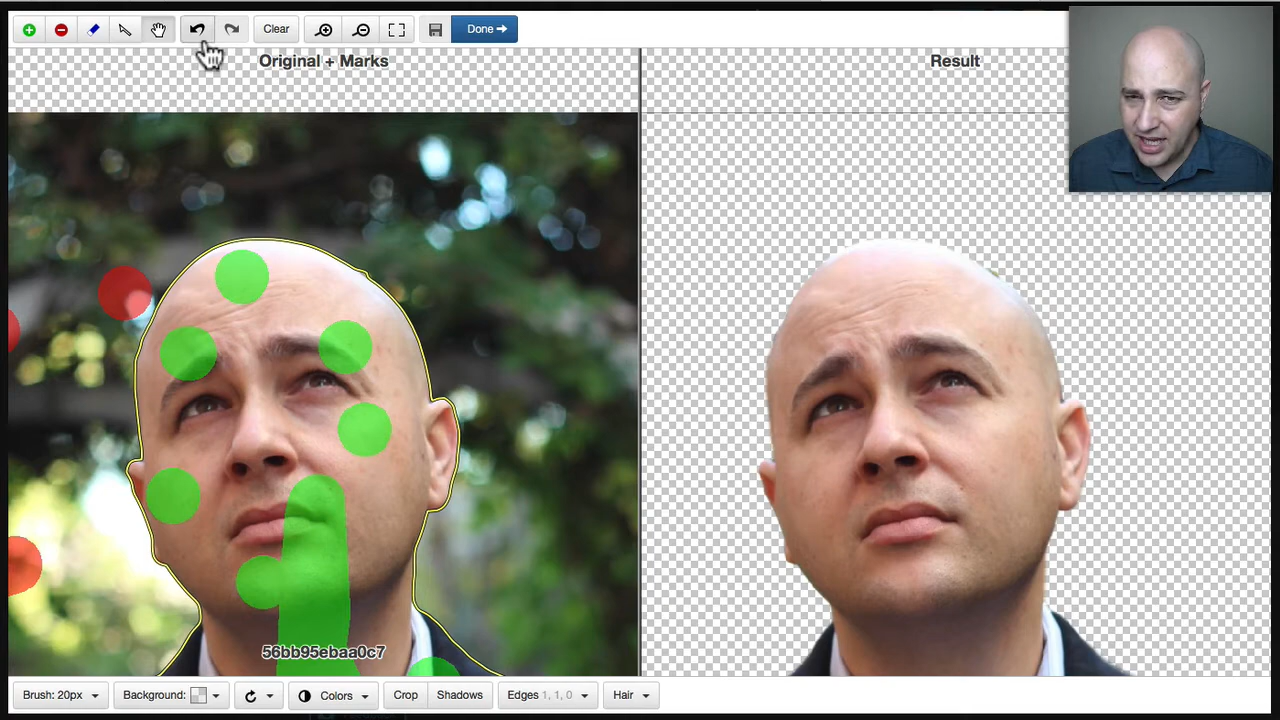 Clear Done
Original + Marks Result
56bb95ebaa0c7
Brush: 20px Background: Colors Crop Shadows Edges 1, 1, 0 Hair